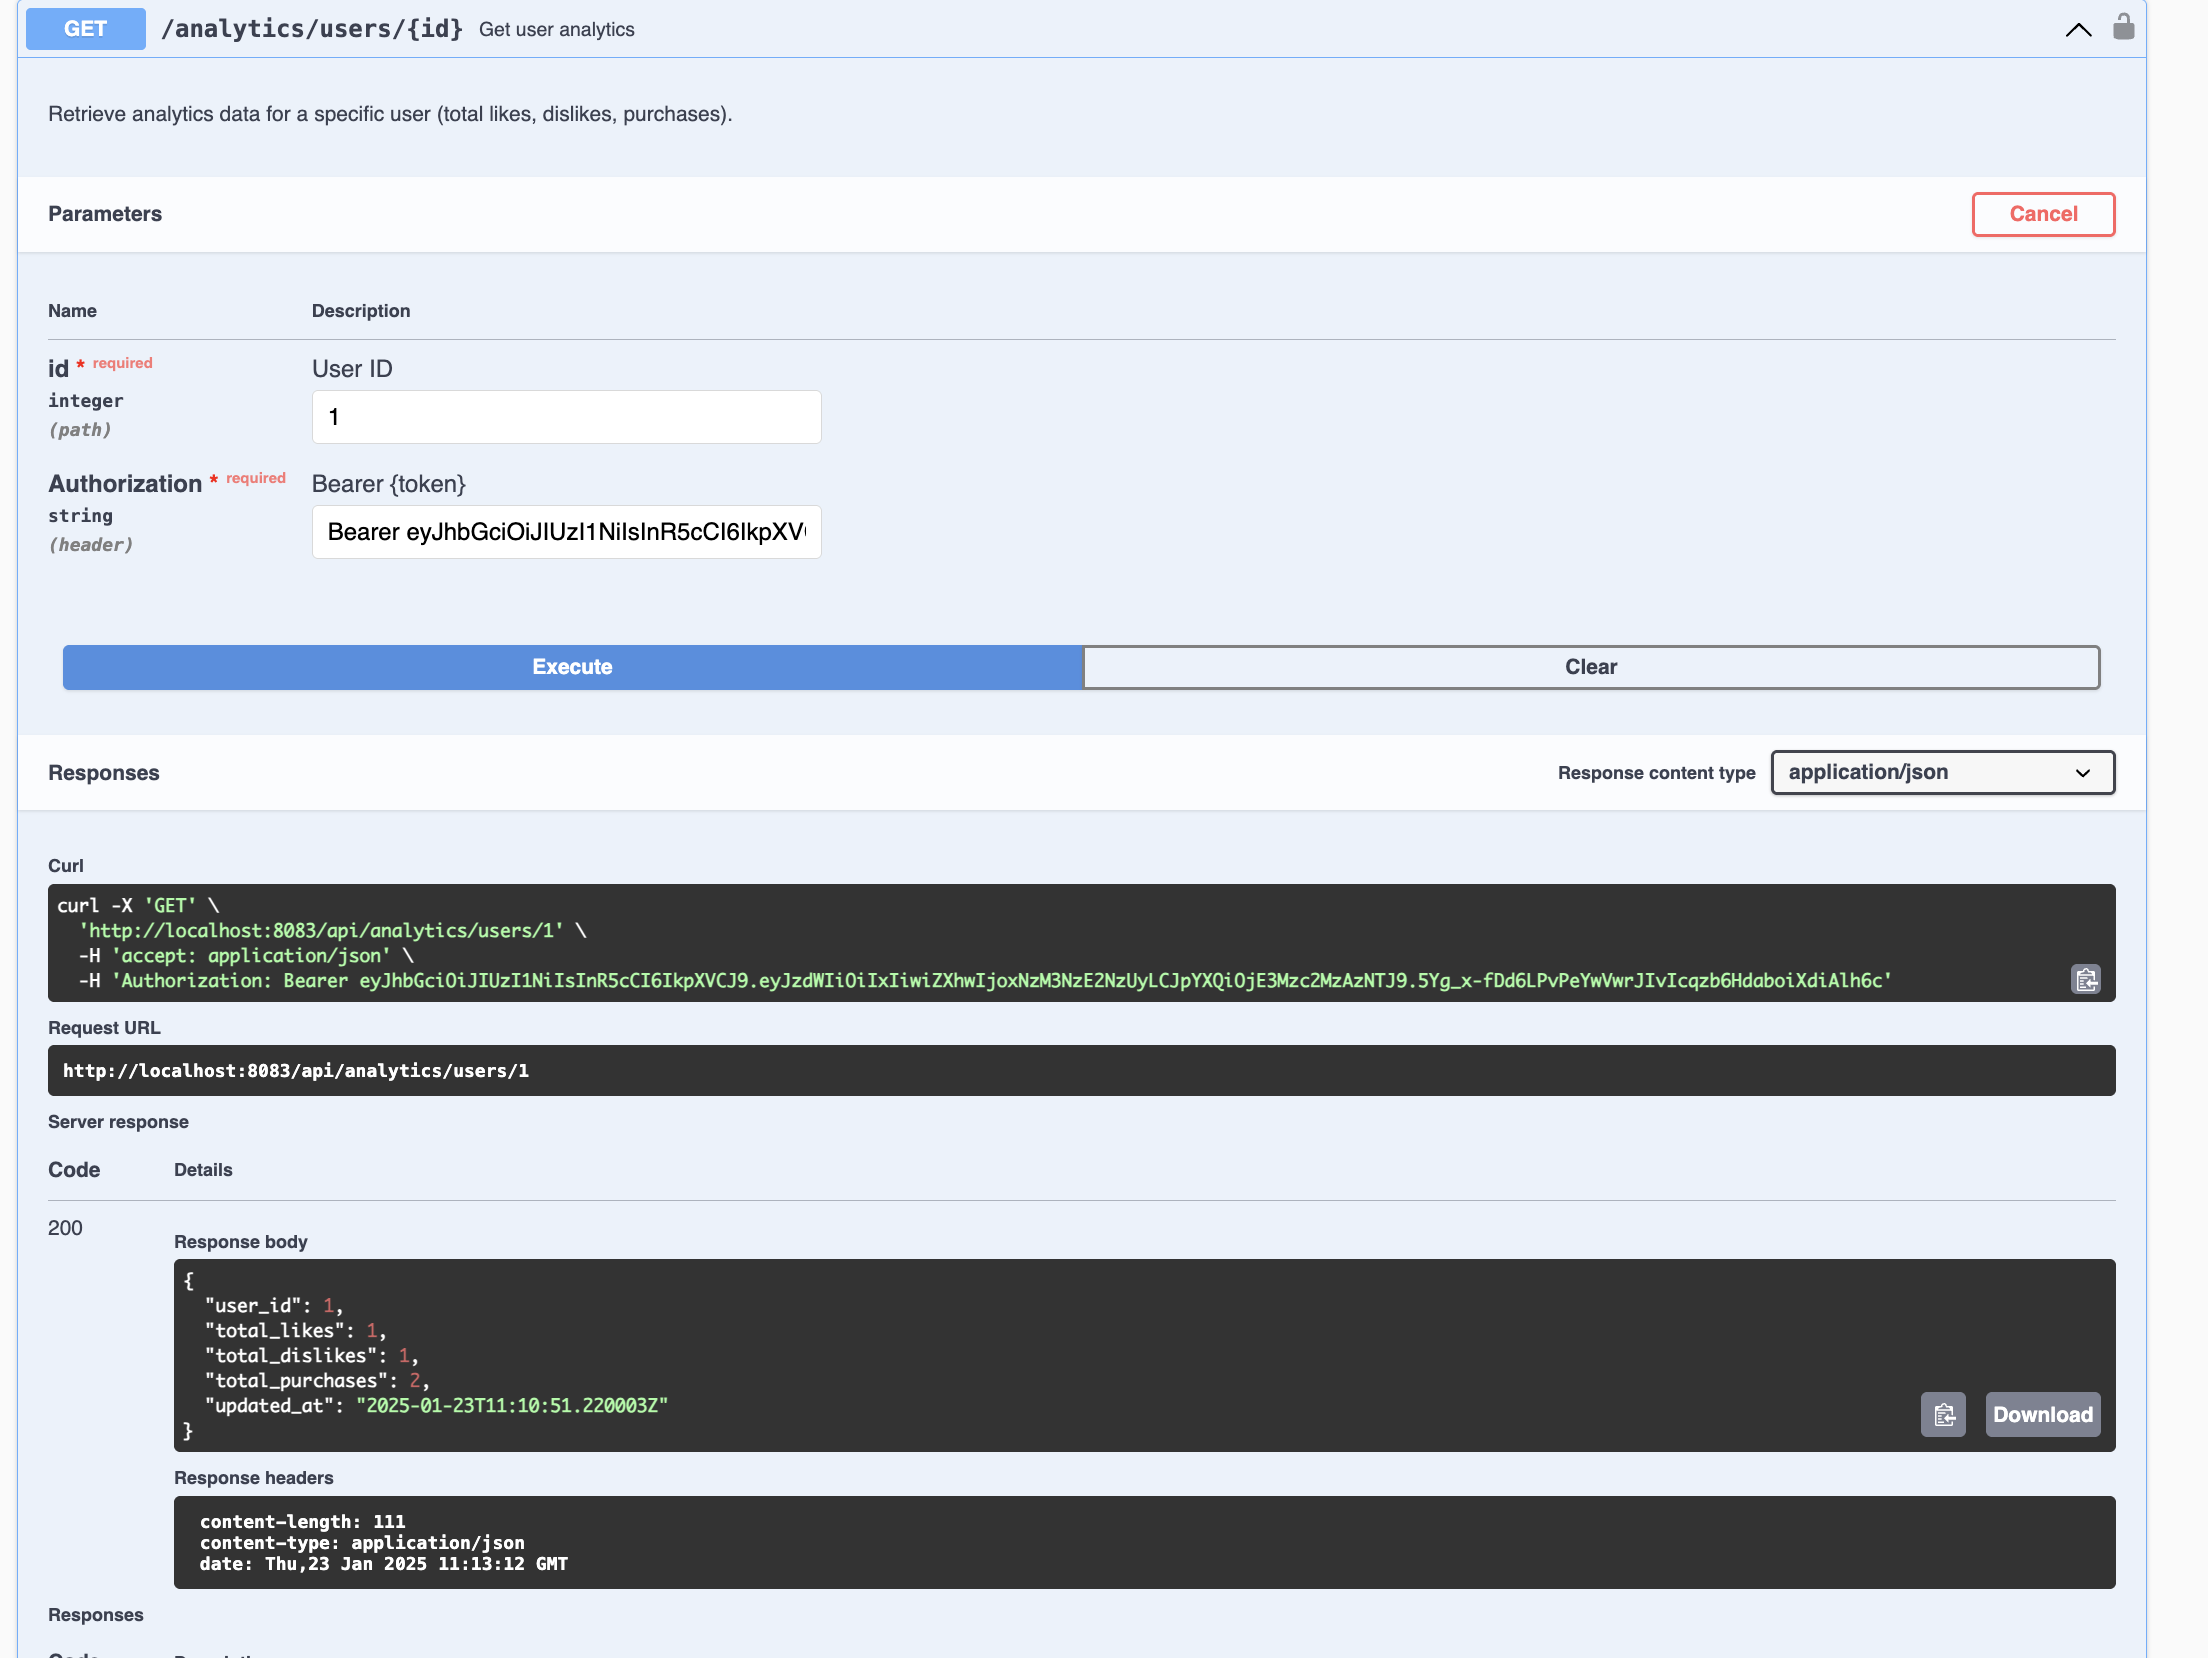 GET /analytics/users/{id} Get user analytics
Retrieve analytics data for a specific user (total likes, dislikes, purchases).
Parameters
Cancel
Name Description
id * required User ID
integer 1
(path)
Authorization * required Bearer {token}
string Bearer eyJhbGciOiJIUzI1NiIsInR5cCI6IkpXV
(header)
Execute Clear
Responses Response content type application/json
Curl
curl -X 'GET' \
'http://localhost:8083/api/analytics/users/1' \
-H 'accept: application/json' \
-H 'Authorization: Bearer eyJhbGciOiJIUzI1NiIsInR5cCI6IkpXVCJ9.eyJzdWIiOiIxIiwiZXhwIjoxNzM3NzE2NzUyLCJpYXQiOjE3Mzc2MzAzNTJ9.5Yg_x-fDd6LPvPeYwVwrJIvIcqzb6HdaboiXdiAlh6c'
Request URL
http://localhost:8083/api/analytics/users/1
Server response
Code Details
200
Response body
{
"user_id": 1,
"total_likes": 1,
"total_dislikes": 1,
"total_purchases": 2,
"updated_at": "2025-01-23T11:10:51.220003Z"
}
Download
Response headers
content-length: 111
content-type: application/json
date: Thu,23 Jan 2025 11:13:12 GMT
Responses